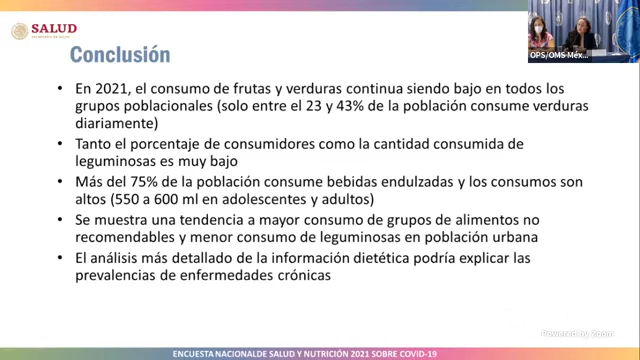 SALUD
Conclusión
OPS/OMS Méx...
• En 2021, el consumo de frutas y verduras continua siendo bajo en todos los
grupos poblacionales (solo entre el 23 y 43% de la población consume verduras
diariamente)
• Tanto el porcentaje de consumidores como la cantidad consumida de
leguminosas es muy bajo
• Más del 75% de la población consume bebidas endulzadas y los consumos son
altos (550 a 600 ml en adolescentes y adultos)
• Se muestra una tendencia a mayor consumo de grupos de alimentos no
recomendables y menor consumo de leguminosas en población urbana
• El análisis más detallado de la información dietética podría explicar las
prevalencias de enfermedades crónicas
Powered by Zoom
ENCUESTA NACIONALDE SALUD Y NUTRICIÓN 2021 SOBRE COVID-19